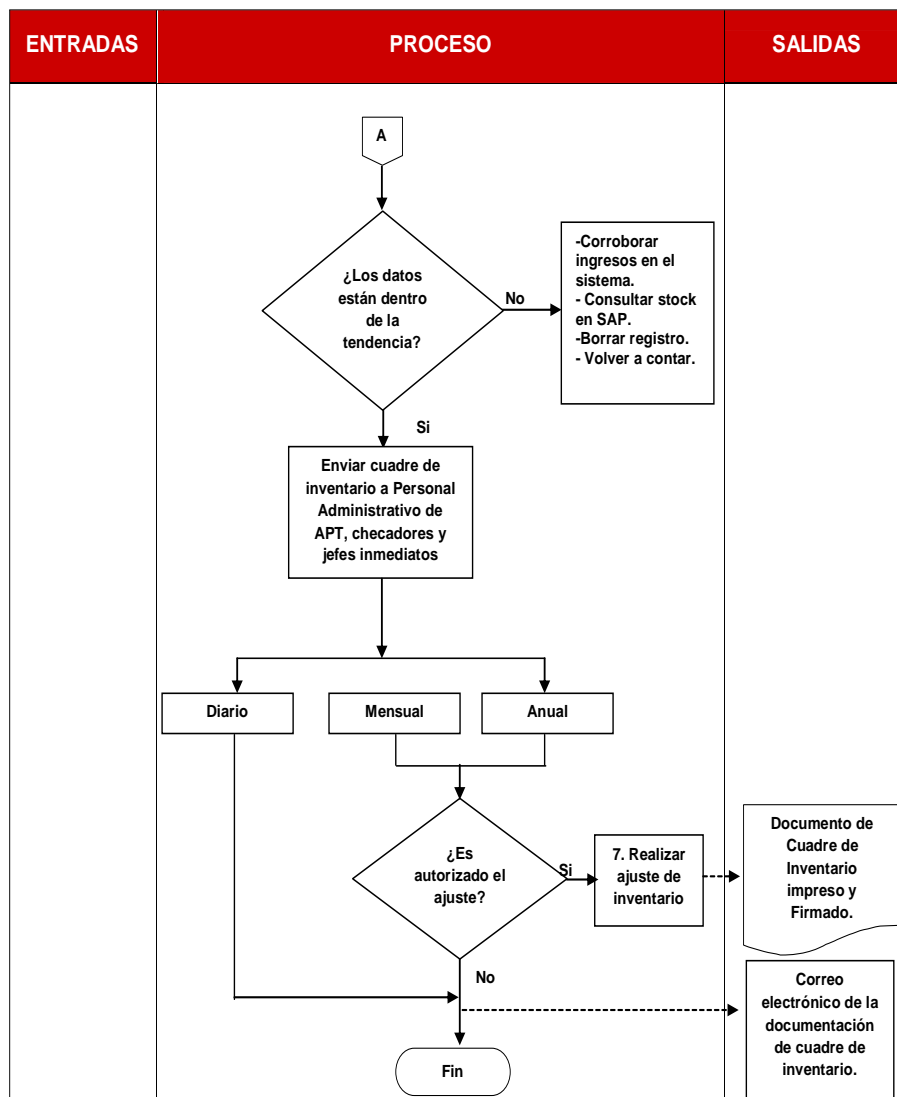 ENTRADAS
PROCESO
SALIDAS
A
¿Los datos
están dentro
de la
tendencia?
No
-Corroborar
ingresos en el
sistema.
- Consultar stock
en SAP.
-Borrar registro.
- Volver a contar.
Si
Enviar cuadre de
inventario a Personal
Administrativo de
APT, checadores y
jefes inmediatos
Diario
Mensual
Anual
¿Es
autorizado el
ajuste?
Si
7. Realizar
ajuste de
inventario
Documento de
Cuadre de
Inventario
impreso y
Firmado.
No
Correo
electrónico de la
documentación
de cuadre de
inventario.
Fin